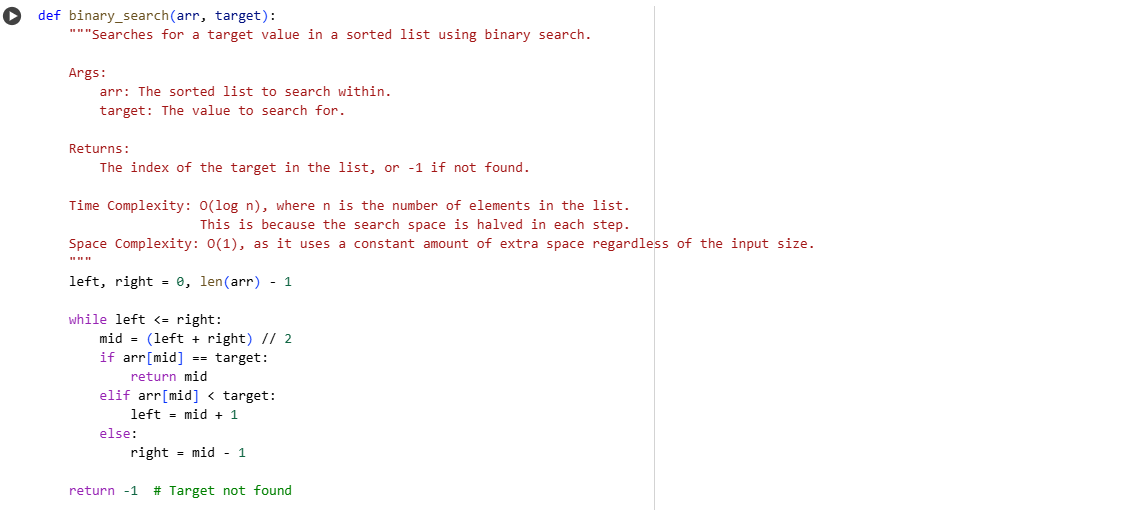 def binary_search(arr, target):
    """Searches for a target value in a sorted list using binary search.

    Args:
        arr: The sorted list to search within.
        target: The value to search for.

    Returns:
        The index of the target in the list, or -1 if not found.

    Time Complexity: O(log n), where n is the number of elements in the list.
                     This is because the search space is halved in each step.
    Space Complexity: O(1), as it uses a constant amount of extra space regardless of the input size.
    """
    left, right = 0, len(arr) - 1

    while left <= right:
        mid = (left + right) // 2
        if arr[mid] == target:
            return mid
        elif arr[mid] < target:
            left = mid + 1
        else:
            right = mid - 1

    return -1  # Target not found